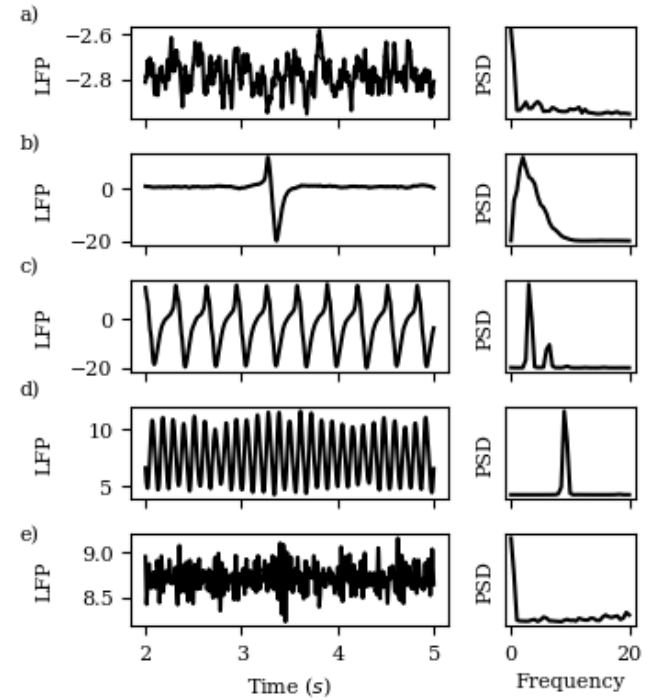 a)
LFP
−2.6
−2.8
PSD
b)
LFP
0
−20
PSD
c)
LFP
0
−20
PSD
d)
LFP
10
5
PSD
e)
LFP
9.0
8.5
PSD
2 3 4 5 0 20
Time (s) Frequency